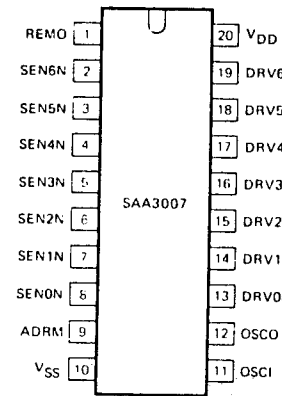 REMO 1 20 VDD
SEN6N 2 19 DRV6
SEN5N 3 18 DRV5
SEN4N 4 17 DRV4
SEN3N 5 16 DRV3
SAA3007
SEN2N 6 15 DRV2
SEN1N 7 14 DRV1
SEN0N 8 13 DRV0
ADRM 9 12 OSCO
VSS 10 11 OSCI